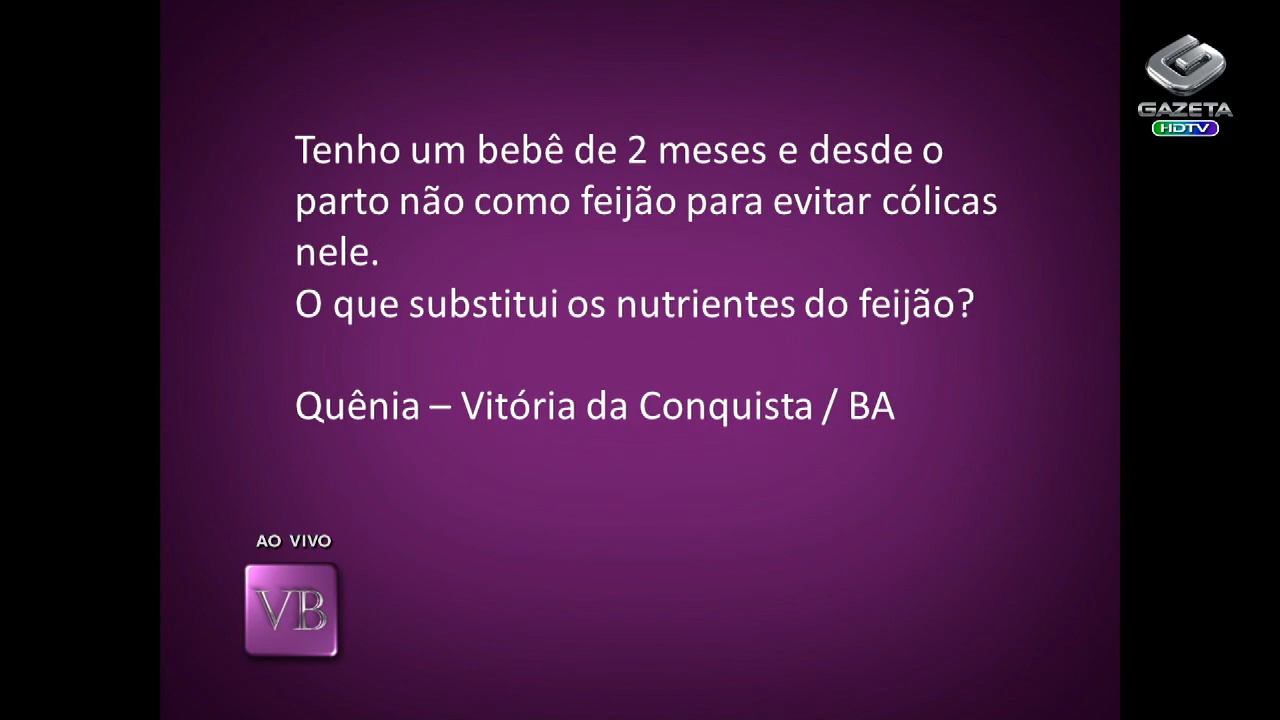 GAZETA
HDTV
Tenho um bebê de 2 meses e desde o
parto não como feijão para evitar cólicas
nele.
O que substitui os nutrientes do feijão?
Quênia – Vitória da Conquista / BA
AO VIVO
VB